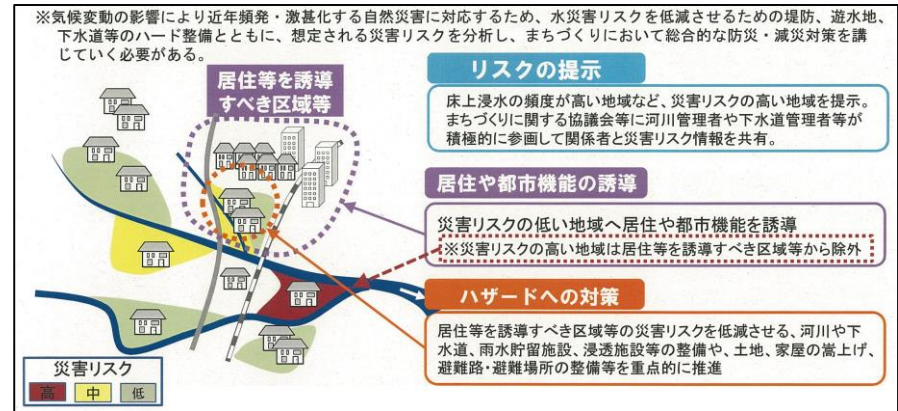 ※気候変動の影響により近年頻発・激甚化する自然災害に対応するため、水災害リスクを低減させるための堤防、遊水地、
下水道等のハード整備とともに、想定される災害リスクを分析し、まちづくりにおいて総合的な防災・減災対策を講
じていく必要がある。
居住等を誘導
すべき区域等
リスクの提示
床上浸水の頻度が高い地域など、災害リスクの高い地域を提示。
まちづくりに関する協議会等に河川管理者や下水道管理者等が
積極的に参画して関係者と災害リスク情報を共有。
居住や都市機能の誘導
災害リスクの低い地域へ居住や都市機能を誘導
※災害リスクの高い地域は居住等を誘導すべき区域等から除外
ハザードへの対策
居住等を誘導すべき区域等の災害リスクを低減させる、河川や下
水道、雨水貯留施設、浸透施設等の整備や、土地、家屋の嵩上げ、
避難路・避難場所の整備等を重点的に推進
災害リスク
高 中 低